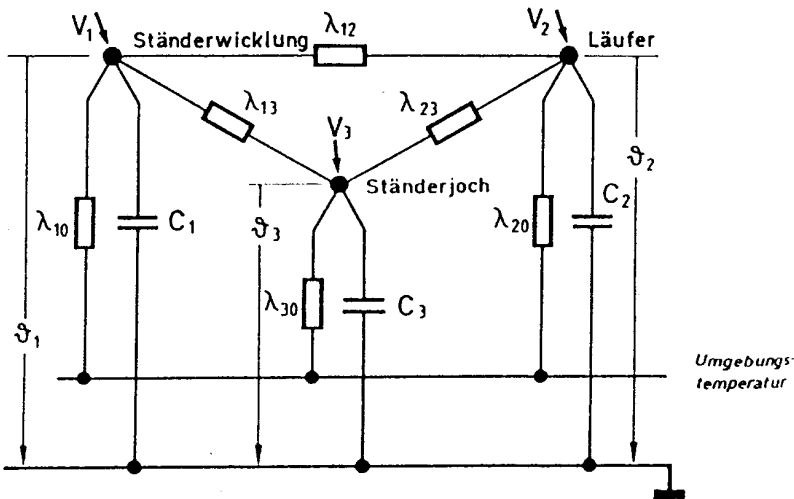 V₁ Ständerwicklung λ₁₂ V₂ Läufer
λ₁₃ V₃ λ₂₃
ϑ₂
Ständerjoch
λ₁₀ C₁ ϑ₃ λ₂₀ C₂
λ₃₀ C₃
ϑ₁
Umgebungs-
temperatur